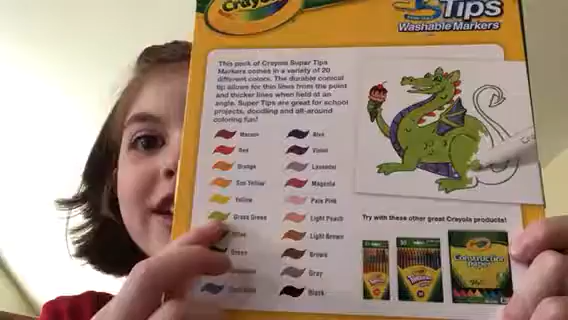 Crayola
Tips
Washable Markers
This pack of Crayola Super Tips
Markers comes in a variety of 20
different colors. The durable conical
tip allows for thin lines from the point
and thicker lines when held at an
angle. Super Tips are great for school
projects, doodling and all-around
coloring fun!
Maroon
Blue
Red
Violet
Orange
Lavender
Sun Yellow
Magenta
Yellow
Pale Pink
Grass Green
Light Peach
Light Brown
Green
Brown
Gray
Black
Try with these other great Crayola products!
Construction